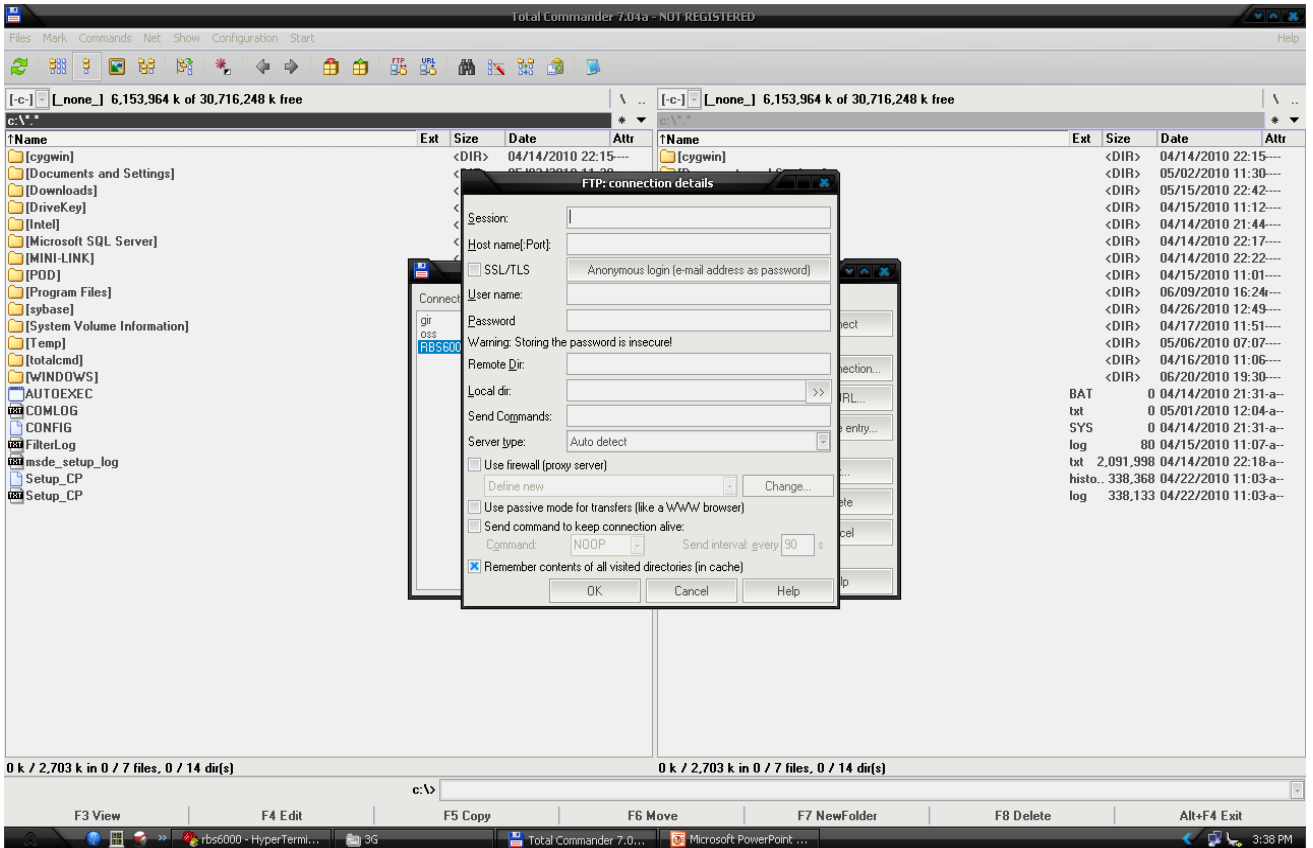 Total Commander 7.04a - NOT REGISTERED
Files Mark Commands Net Show Configuration Start Help
FTP URL
[-c-] [_none_] 6,153,964 k of 30,716,248 k free \ ..
[-c-] [_none_] 6,153,964 k of 30,716,248 k free \ ..
c:\*.* * ▼
c:\*.* * ▼
↑Name Ext Size Date Attr
[cygwin] <DIR> 04/14/2010 22:15----
[Documents and Settings]
[Downloads]
[DriveKey]
[Intel]
[Microsoft SQL Server]
[MINI-LINK]
[POD]
[Program Files]
[sybase]
[System Volume Information]
[Temp]
[totalcmd]
[WINDOWS]
AUTOEXEC
COMLOG
CONFIG
FilterLog
msde_setup_log
Setup_CP
Setup_CP
↑Name Ext Size Date Attr
[cygwin] <DIR> 04/14/2010 22:15----
<DIR> 05/02/2010 11:30----
<DIR> 05/15/2010 22:42----
<DIR> 04/15/2010 11:12----
<DIR> 04/14/2010 21:44----
<DIR> 04/14/2010 22:17----
<DIR> 04/14/2010 22:22----
<DIR> 04/15/2010 11:01----
<DIR> 06/09/2010 16:24r---
<DIR> 04/26/2010 12:49----
<DIR> 04/17/2010 11:51----
<DIR> 05/06/2010 07:07----
<DIR> 04/16/2010 11:06----
<DIR> 06/20/2010 19:30----
BAT 0 04/14/2010 21:31-a--
txt 0 05/01/2010 12:04-a--
SYS 0 04/14/2010 21:31-a--
log 80 04/15/2010 11:07-a--
txt 2,091,998 04/14/2010 22:18-a--
histo.. 338,368 04/22/2010 11:03-a--
log 338,133 04/22/2010 11:03-a--
Connect
gir
oss
RBS600
FTP: connection details
Session:
Host name[:Port]:
SSL/TLS Anonymous login (e-mail address as password)
User name:
Password
Warning: Storing the password is insecure!
Remote Dir:
Local dir: >>
Send Commands:
Server type: Auto detect
Use firewall (proxy server)
Define new Change...
Use passive mode for transfers (like a WWW browser)
Send command to keep connection alive:
Command: NOOP Send interval: every 90 s
Remember contents of all visited directories (in cache)
OK Cancel Help
0 k / 2,703 k in 0 / 7 files, 0 / 14 dir(s)
0 k / 2,703 k in 0 / 7 files, 0 / 14 dir(s)
c:\>
F3 View F4 Edit F5 Copy F6 Move F7 NewFolder F8 Delete Alt+F4 Exit
rbs6000 - HyperTermi... 3G Total Commander 7.0... Microsoft PowerPoint ... 3:38 PM